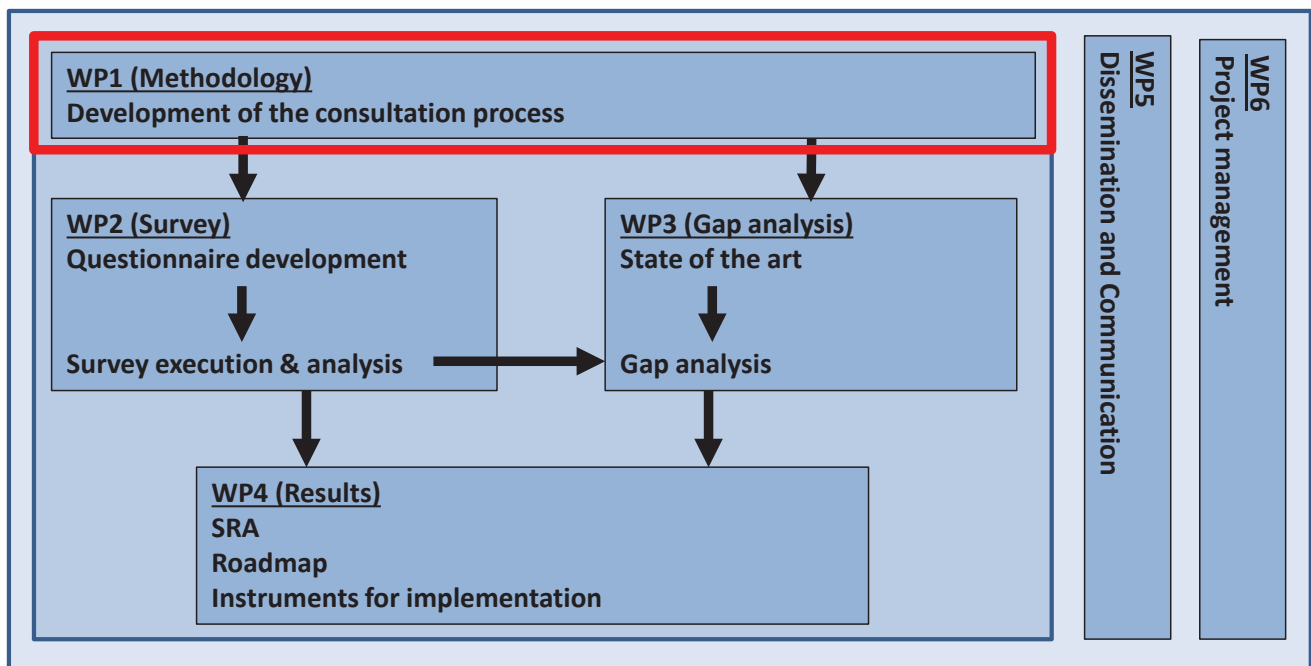 WP1 (Methodology)
Development of the consultation process
WP2 (Survey)
Questionnaire development
Survey execution & analysis
WP3 (Gap analysis)
State of the art
Gap analysis
WP4 (Results)
SRA
Roadmap
Instruments for implementation
WP5
Dissemination and Communication
WP6
Project management